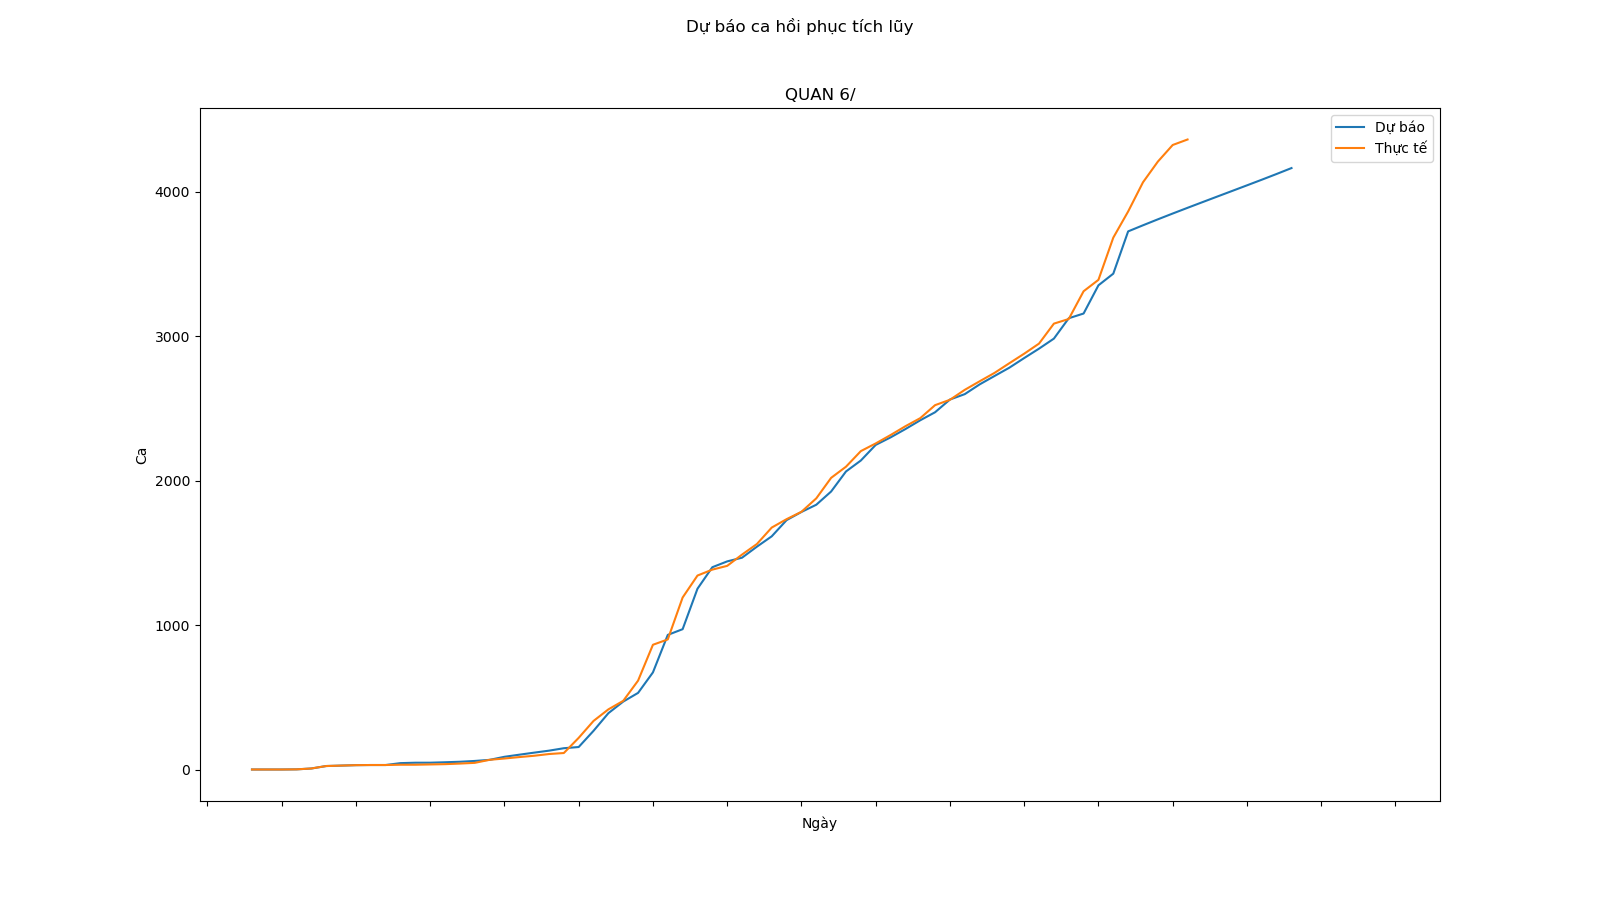 Dự báo ca hồi phục tích lũy
QUAN 6/
Dự báo
Thực tế
4000
3000
2000
1000
0
Ca
Ngày